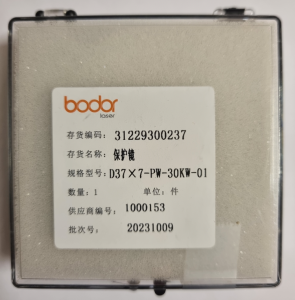 bodor
laser
存货编码: 31229300237
存货名称: 保护镜
规格型号: D37×7-PW-30KW-01
数量: 1 单位: 件
供应商编号: 1000153
批次号: 20231009